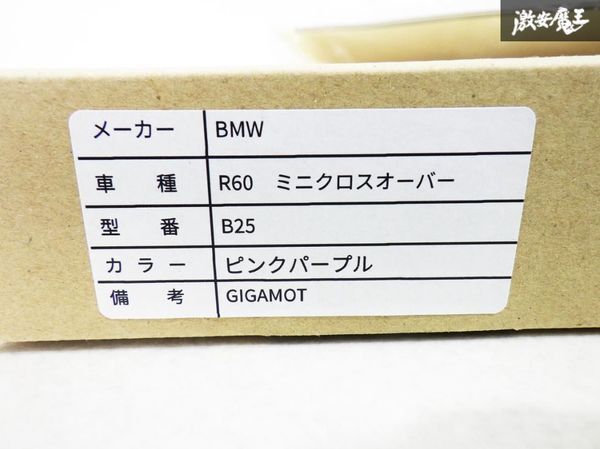 激安魔王
メーカー BMW
車種 R60 ミニクロスオーバー
型番 B25
カラー ピンクパープル
備考 GIGAMOT